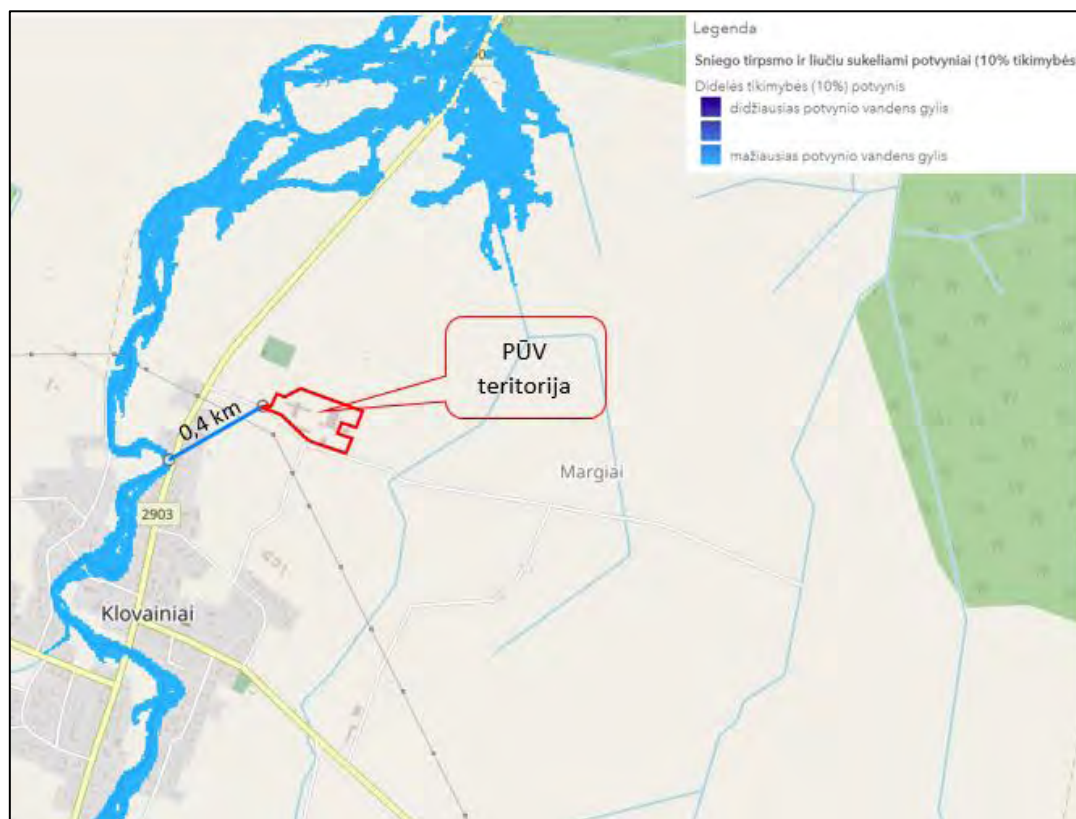 Legenda
Sniego tirpsmo ir liučiu sukeliami potvyniai (10% tikimybės
Didelės tikimybės (10%) potvynis
didžiausias potvynio vandens gylis
mažiausias potvynio vandens gylis
PŪV
teritorija
0,4 km
Margiai
2903
Klovainiai